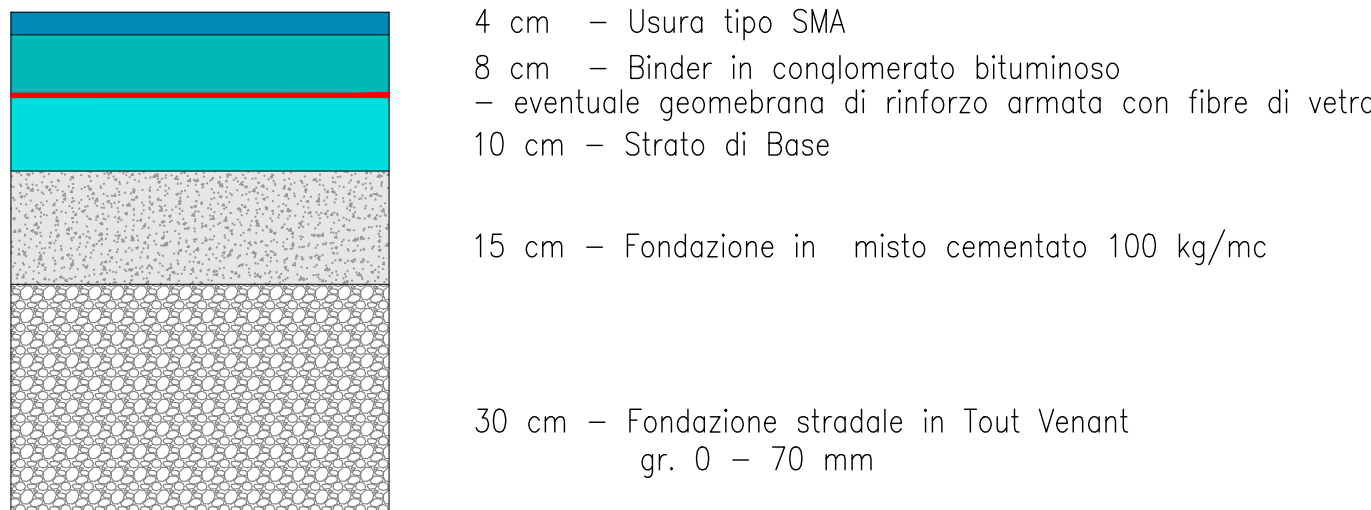 4 cm – Usura tipo SMA
8 cm – Binder in conglomerato bituminoso
– eventuale geomebrana di rinforzo armata con fibre di vetro
10 cm – Strato di Base
15 cm – Fondazione in misto cementato 100 kg/mc
30 cm – Fondazione stradale in Tout Venant
gr. 0 – 70 mm